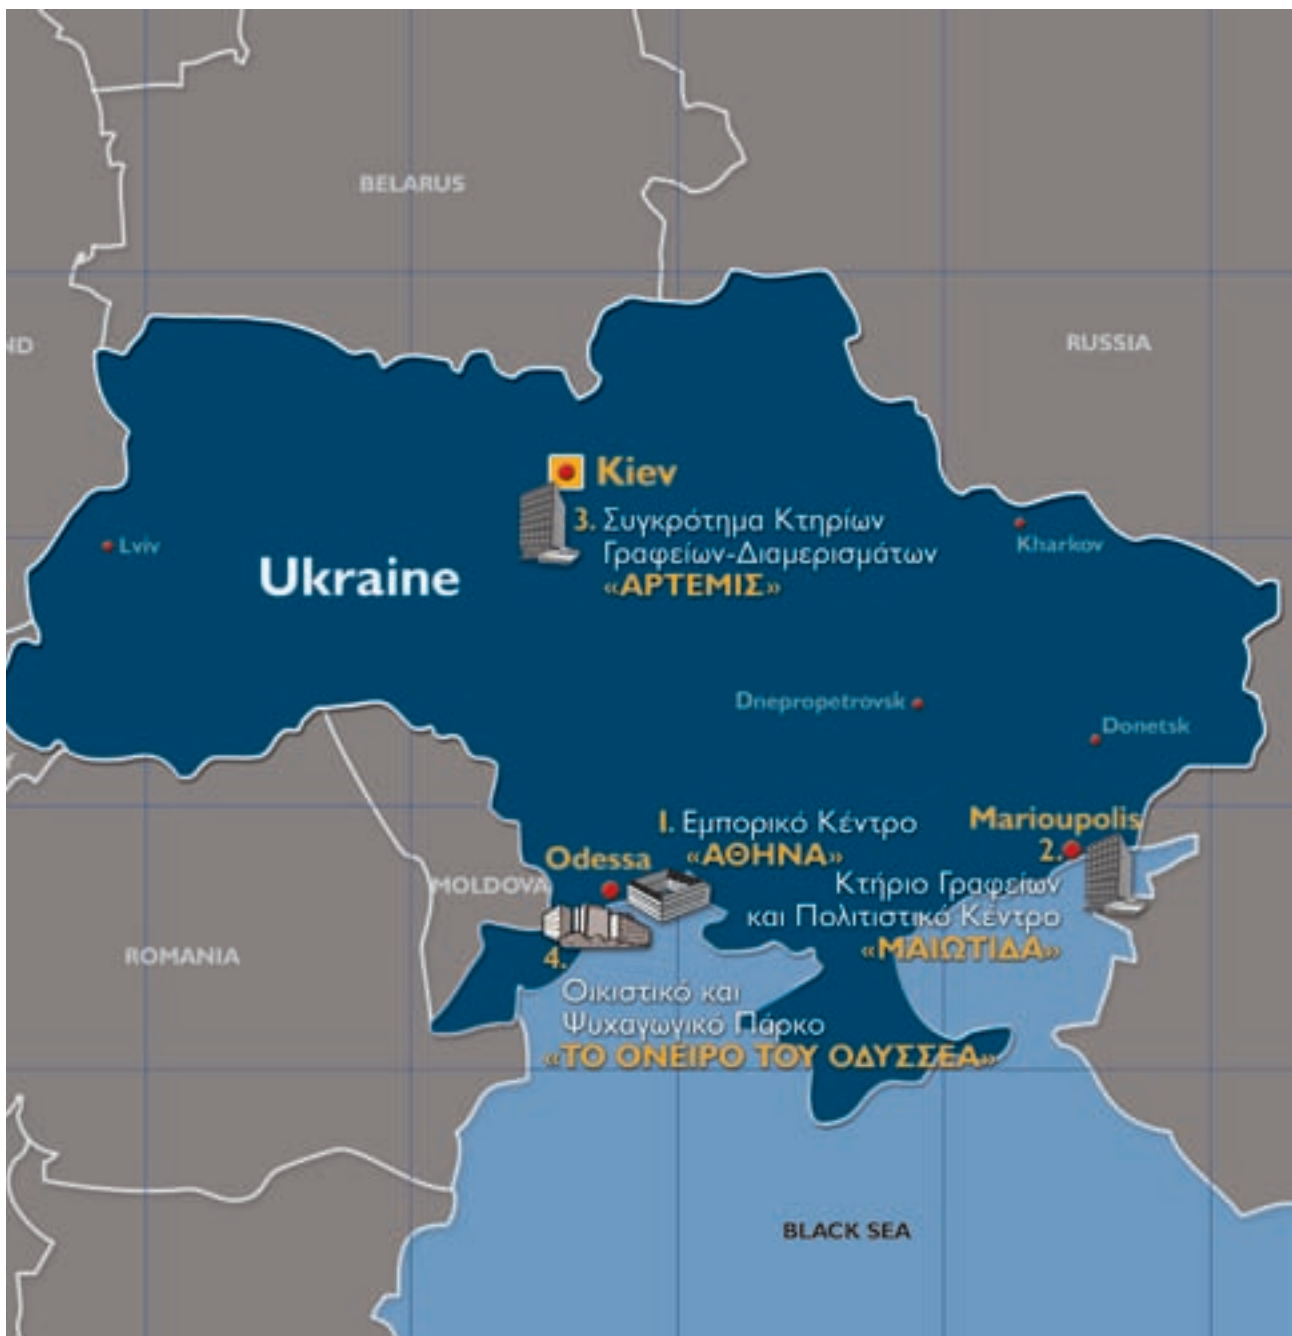 BELARUS
ND
RUSSIA
Kiev
3. Συγκρότημα Κτηρίων
Γραφείων-Διαμερισμάτων
«ΑΡΤΕΜΙΣ»
Kharkov
Lviv
Ukraine
Dnepropetrovsk
Donetsk
1. Εμπορικό Κέντρο
«ΑΘΗΝΑ»
Marioupolis
2.
Κτήριο Γραφείων
και Πολιτιστικό Κέντρο
«ΜΑΙΩΤΙΔΑ»
Odessa
MOLDOVA
ROMANIA
4.
Οικιστικό και
Ψυχαγωγικό Πάρκο
«ΤΟ ΟΝΕΙΡΟ ΤΟΥ ΟΔΥΣΣΕΑ»
BLACK SEA